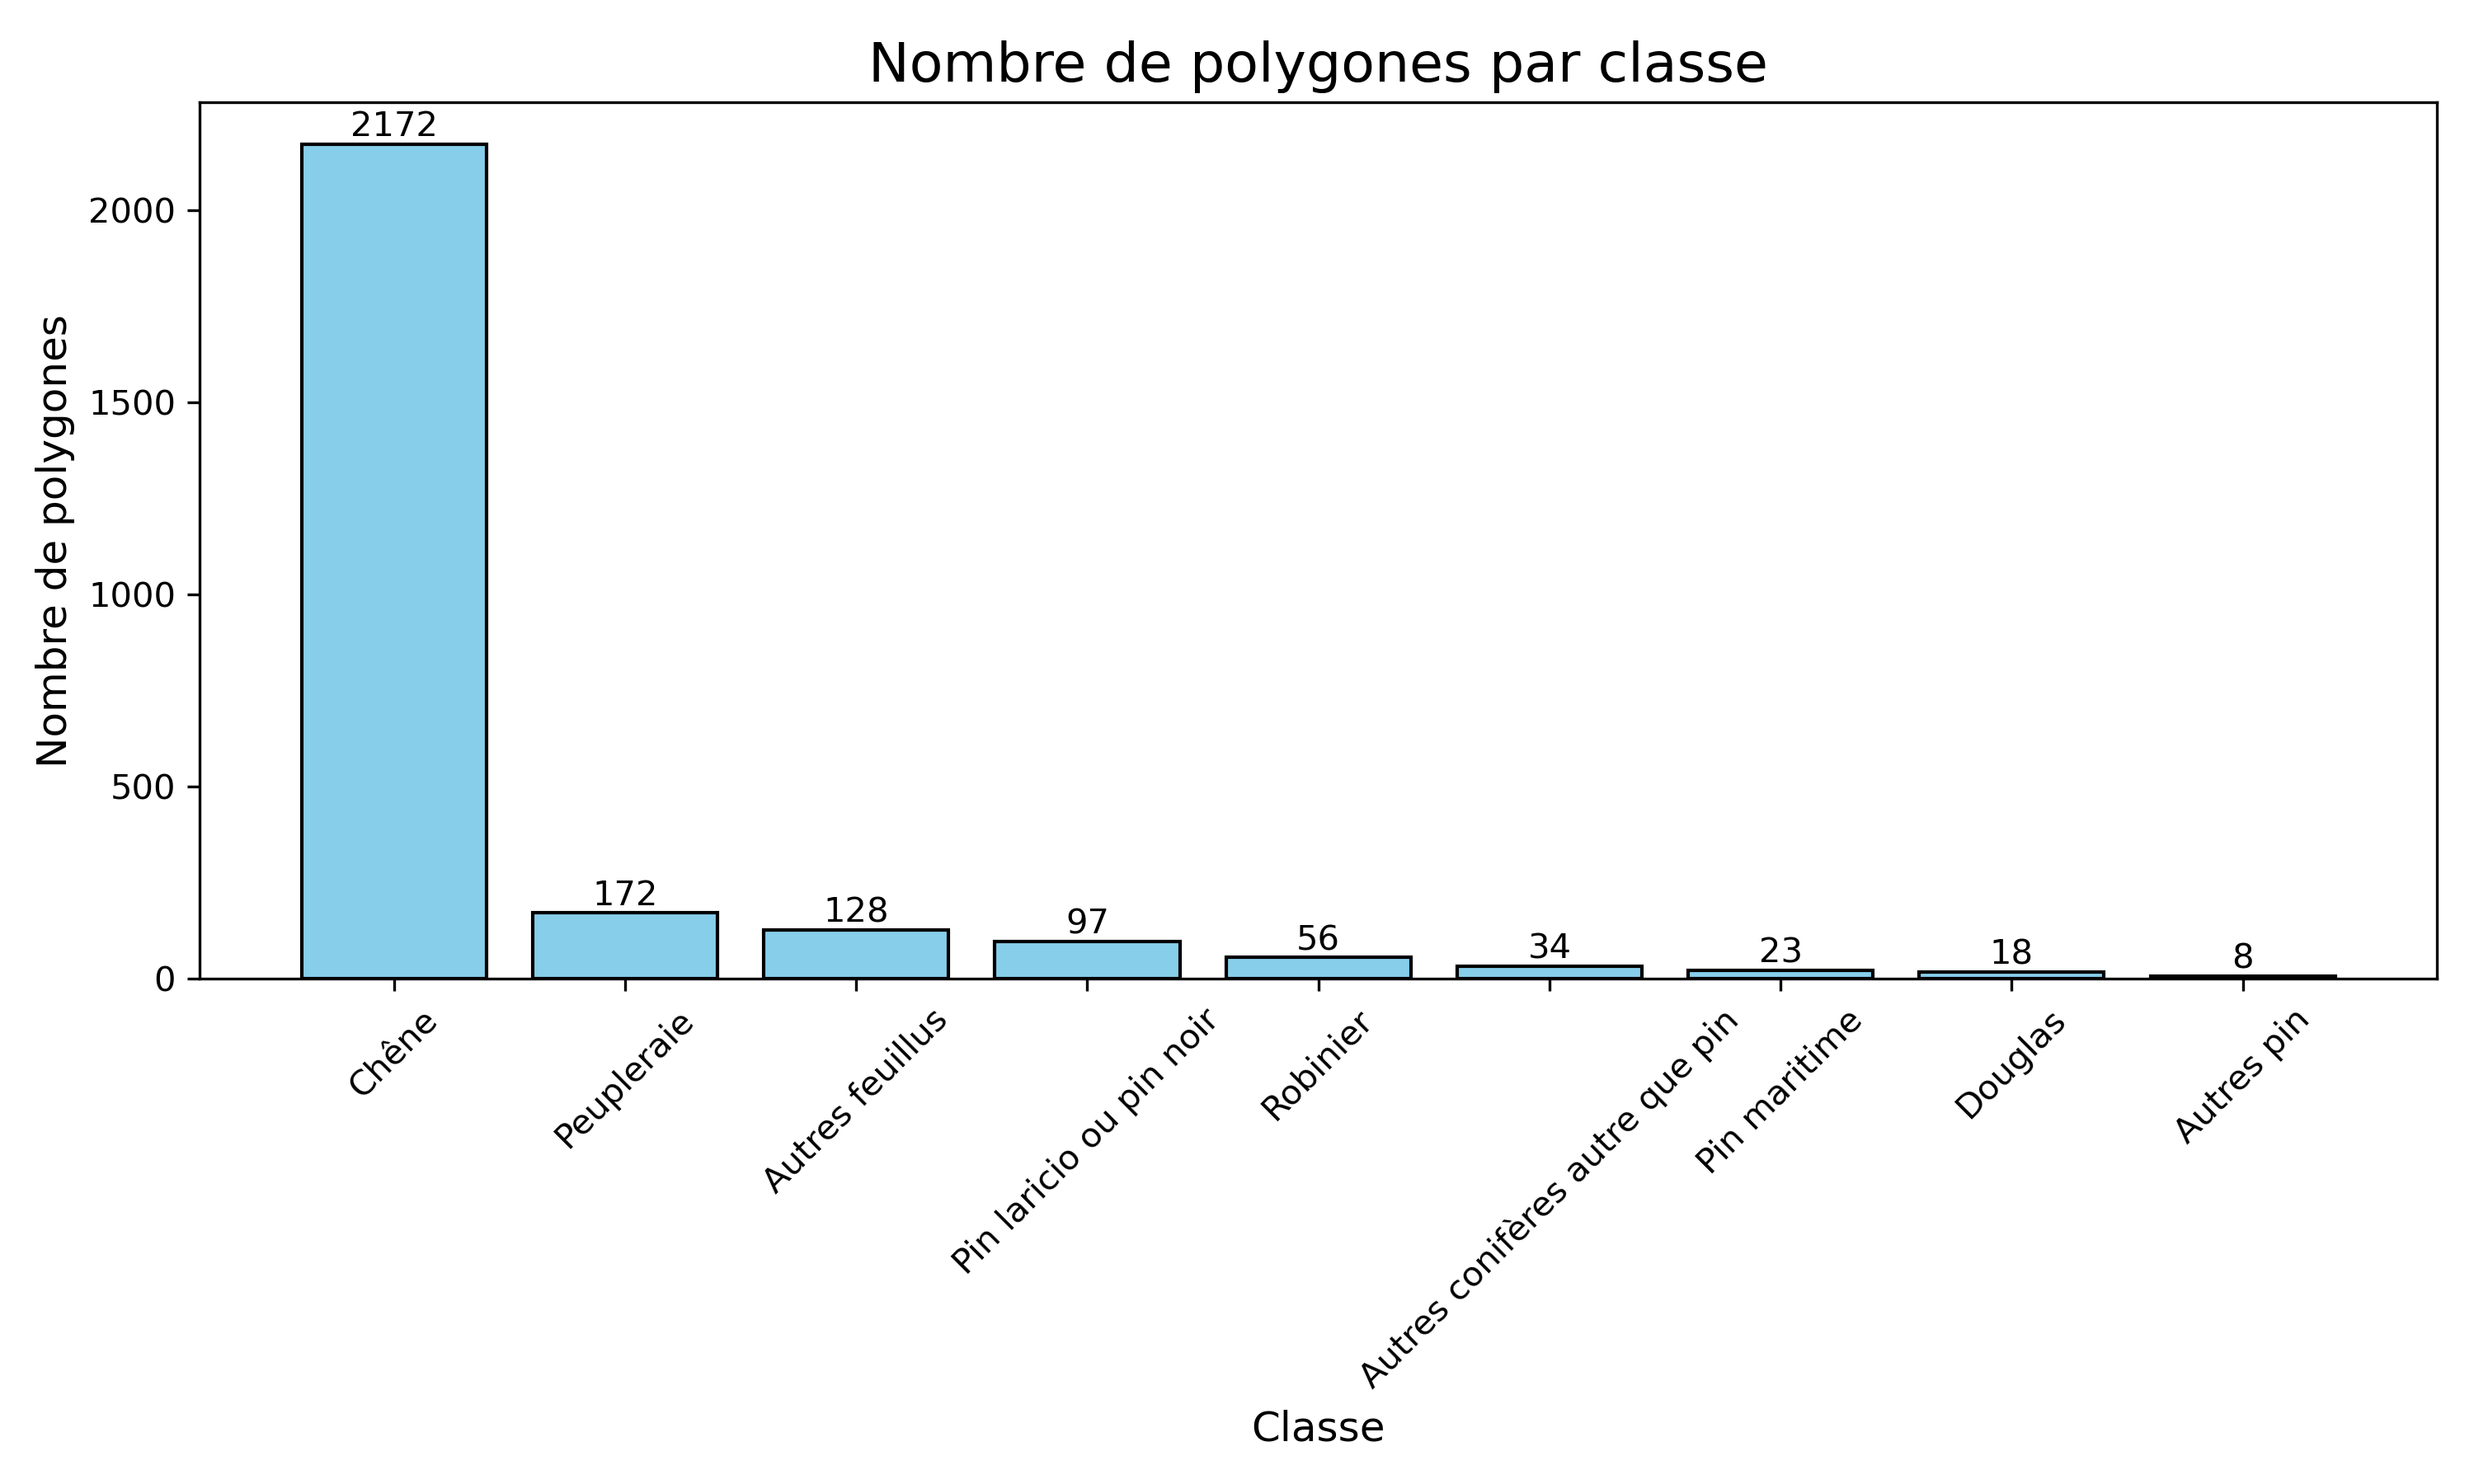 Nombre de polygones par classe
Nombre de polygones
2000
1500
1000
500
0
2172
172
128
97
56
34
23
18
8
Chêne
Peupleraie
Autres feuillus
Pin laricio ou pin noir
Robinier
Autres conifères autre que pin
Pin maritime
Douglas
Autres pin
Classe